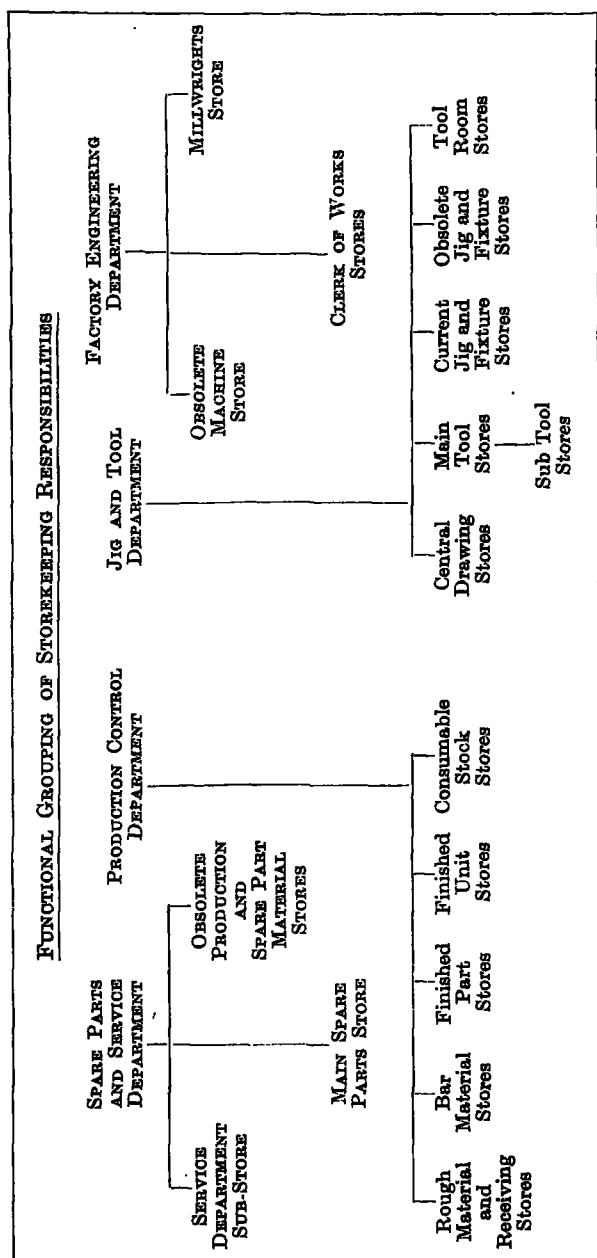 FUNCTIONAL GROUPING OF STOREKEEPING RESPONSIBILITIES
SPARE PARTS
AND SERVICE
DEPARTMENT
PRODUCTION CONTROL
DEPARTMENT
JIG AND TOOL
DEPARTMENT
FACTORY ENGINEERING
DEPARTMENT
SERVICE
DEPARTMENT
SUB-STORE
OBSOLETE
PRODUCTION
AND
SPARE PART
MATERIAL
STORES
OBSOLETE
MACHINE
STORE
MILLWRIGHTS
STORE
MAIN SPARE
PARTS STORE
CLERK OF WORKS
STORES
Rough
Material
and
Receiving
Stores
Bar
Material
Stores
Finished
Part
Stores
Finished
Unit
Stores
Consumable
Stock
Stores
Central
Drawing
Stores
Main
Tool
Stores
Current
Jig and
Fixture
Stores
Obsolete
Jig and
Fixture
Stores
Tool
Room
Stores
Sub Tool
Stores